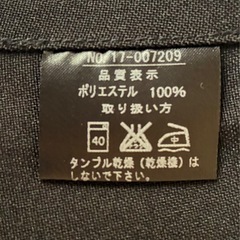 No/17-007209
品質表示
ポリエステル 100%
取り扱い方
40 中
タンブル乾燥(乾燥機)は
しないで下さい。